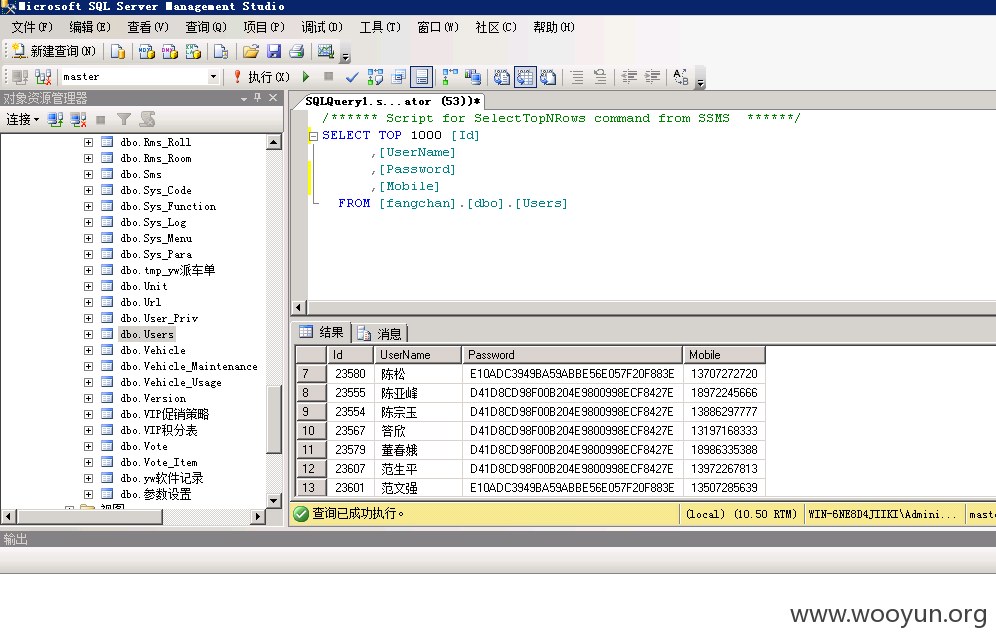 Microsoft SQL Server Management Studio
文件(F) 编辑(E) 查看(V) 查询(Q) 项目(P) 调试(D) 工具(T) 窗口(W) 社区(C) 帮助(H)
新建查询(N)
master 执行(X)
对象资源管理器
连接
dbo.Rms_Roll
dbo.Rms_Room
dbo.Sms
dbo.Sys_Code
dbo.Sys_Function
dbo.Sys_Log
dbo.Sys_Menu
dbo.Sys_Para
dbo.tmp_yw派车单
dbo.Unit
dbo.Url
dbo.User_Priv
dbo.Users
dbo.Vehicle
dbo.Vehicle_Maintenance
dbo.Vehicle_Usage
dbo.Version
dbo.VIP促销策略
dbo.VIP积分表
dbo.Vote
dbo.Vote_Item
dbo.yw软件记录
dbo.参数设置
视图
SQLQuery1.s...ator (53))*
/****** Script for SelectTopNRows command from SSMS ******/
SELECT TOP 1000 [Id]
,[UserName]
,[Password]
,[Mobile]
FROM [fangchan].[dbo].[Users]
结果 消息
Id UserName Password Mobile
7 23580 陈松 E10ADC3949BA59ABBE56E057F20F883E 13707272720
8 23555 陈亚峰 D41D8CD98F00B204E9800998ECF8427E 18972245666
9 23554 陈宗玉 D41D8CD98F00B204E9800998ECF8427E 13886297777
10 23567 答欣 D41D8CD98F00B204E9800998ECF8427E 13197168333
11 23579 董春娥 D41D8CD98F00B204E9800998ECF8427E 18986335388
12 23607 范生平 D41D8CD98F00B204E9800998ECF8427E 13972267813
13 23601 范文强 E10ADC3949BA59ABBE56E057F20F883E 13507285639
查询已成功执行。 (local) (10.50 RTM) WIN-6NE8D4JIIKI\Admini... maste
输出
www.wooyun.org